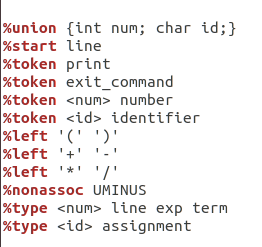 %union {int num; char id;}
%start line
%token print
%token exit_command
%token <num> number
%token <id> identifier
%left '(' ')'
%left '+' '-'
%left '*' '/'
%nonassoc UMINUS
%type <num> line exp term
%type <id> assignment